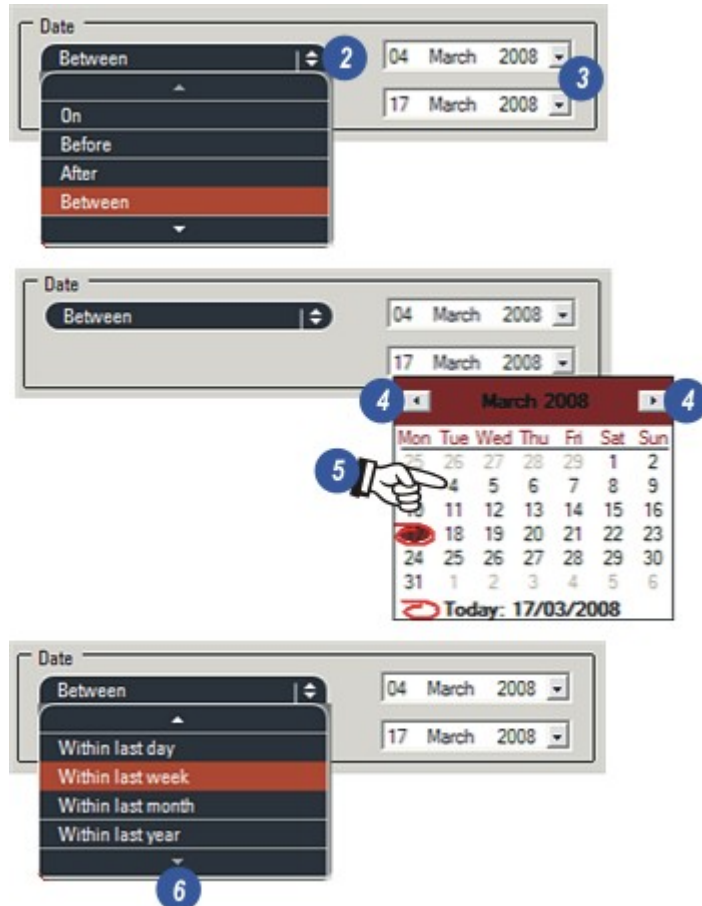 Date
Between 2 04 March 2008 3
17 March 2008
On
Before
After
Between
Date
Between 04 March 2008
17 March 2008
4 March 2008 4
Mon Tue Wed Thu Fri Sat Sun
25 26 27 28 29 1 2
5 4 5 6 7 8 9
10 11 12 13 14 15 16
17 18 19 20 21 22 23
24 25 26 27 28 29 30
31 1 2 3 4 5 6
Today: 17/03/2008
Date
Between 04 March 2008
17 March 2008
Within last day
Within last week
Within last month
Within last year
6